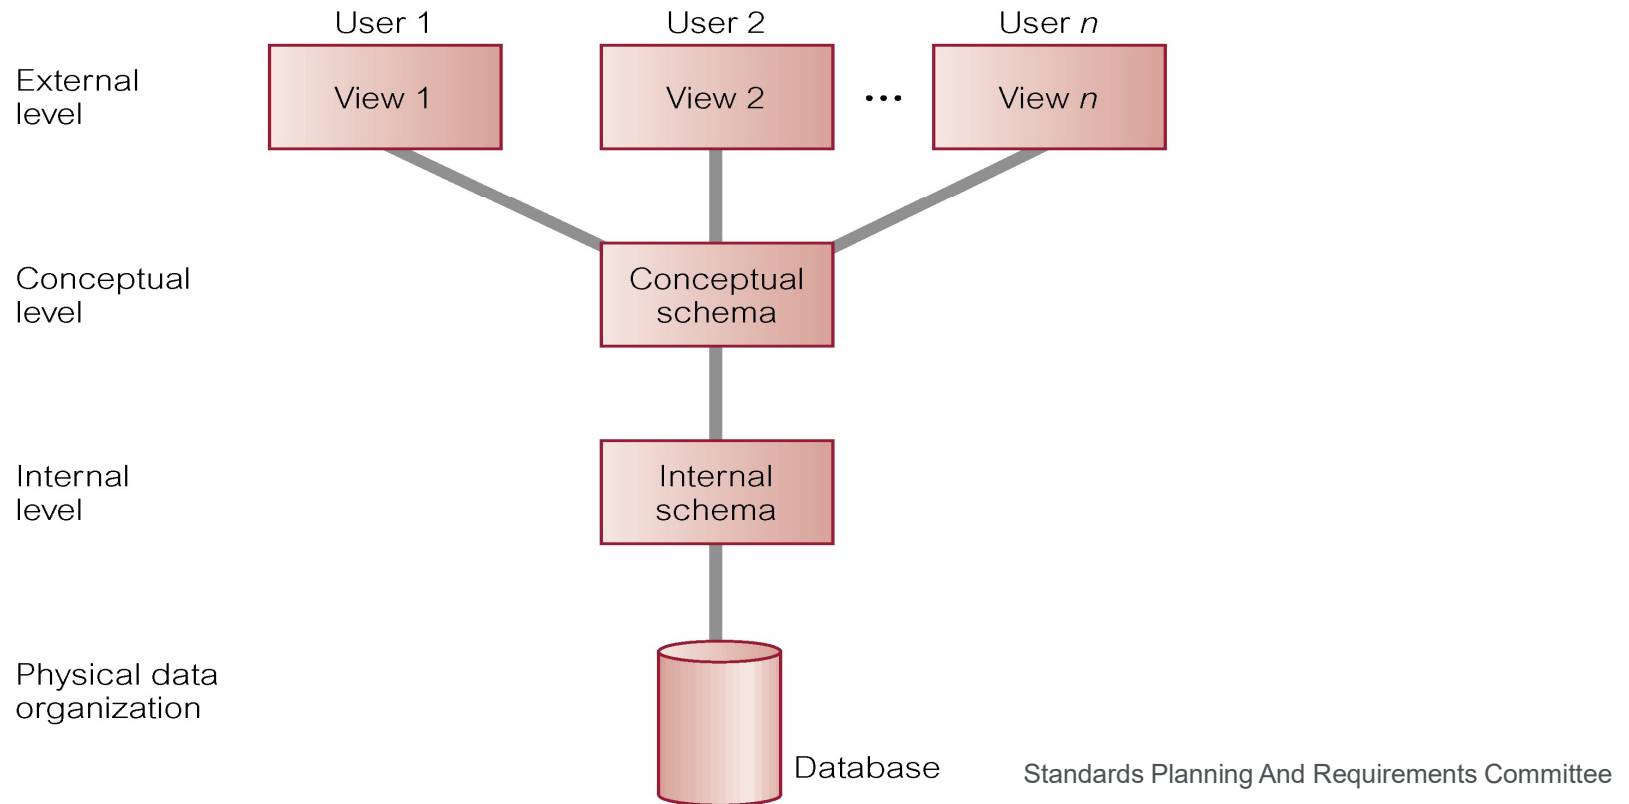 User 1
User 2
User n
External
level
View 1
View 2
...
View n
Conceptual
level
Conceptual
schema
Internal
level
Internal
schema
Physical data
organization
Database
Standards Planning And Requirements Committee